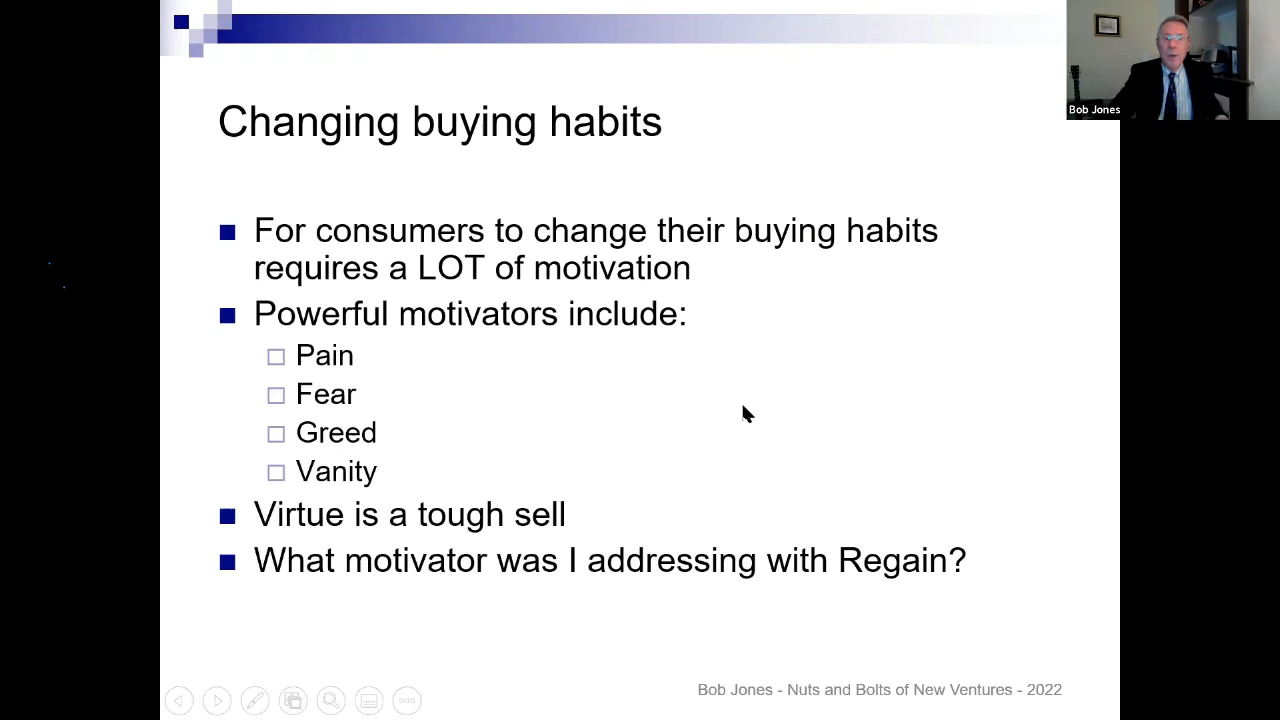 Changing buying habits
For consumers to change their buying habits
requires a LOT of motivation
Powerful motivators include:
Pain
Fear
Greed
Vanity
Virtue is a tough sell
What motivator was I addressing with Regain?
Bob Jones - Nuts and Bolts of New Ventures - 2022
Bob Jones